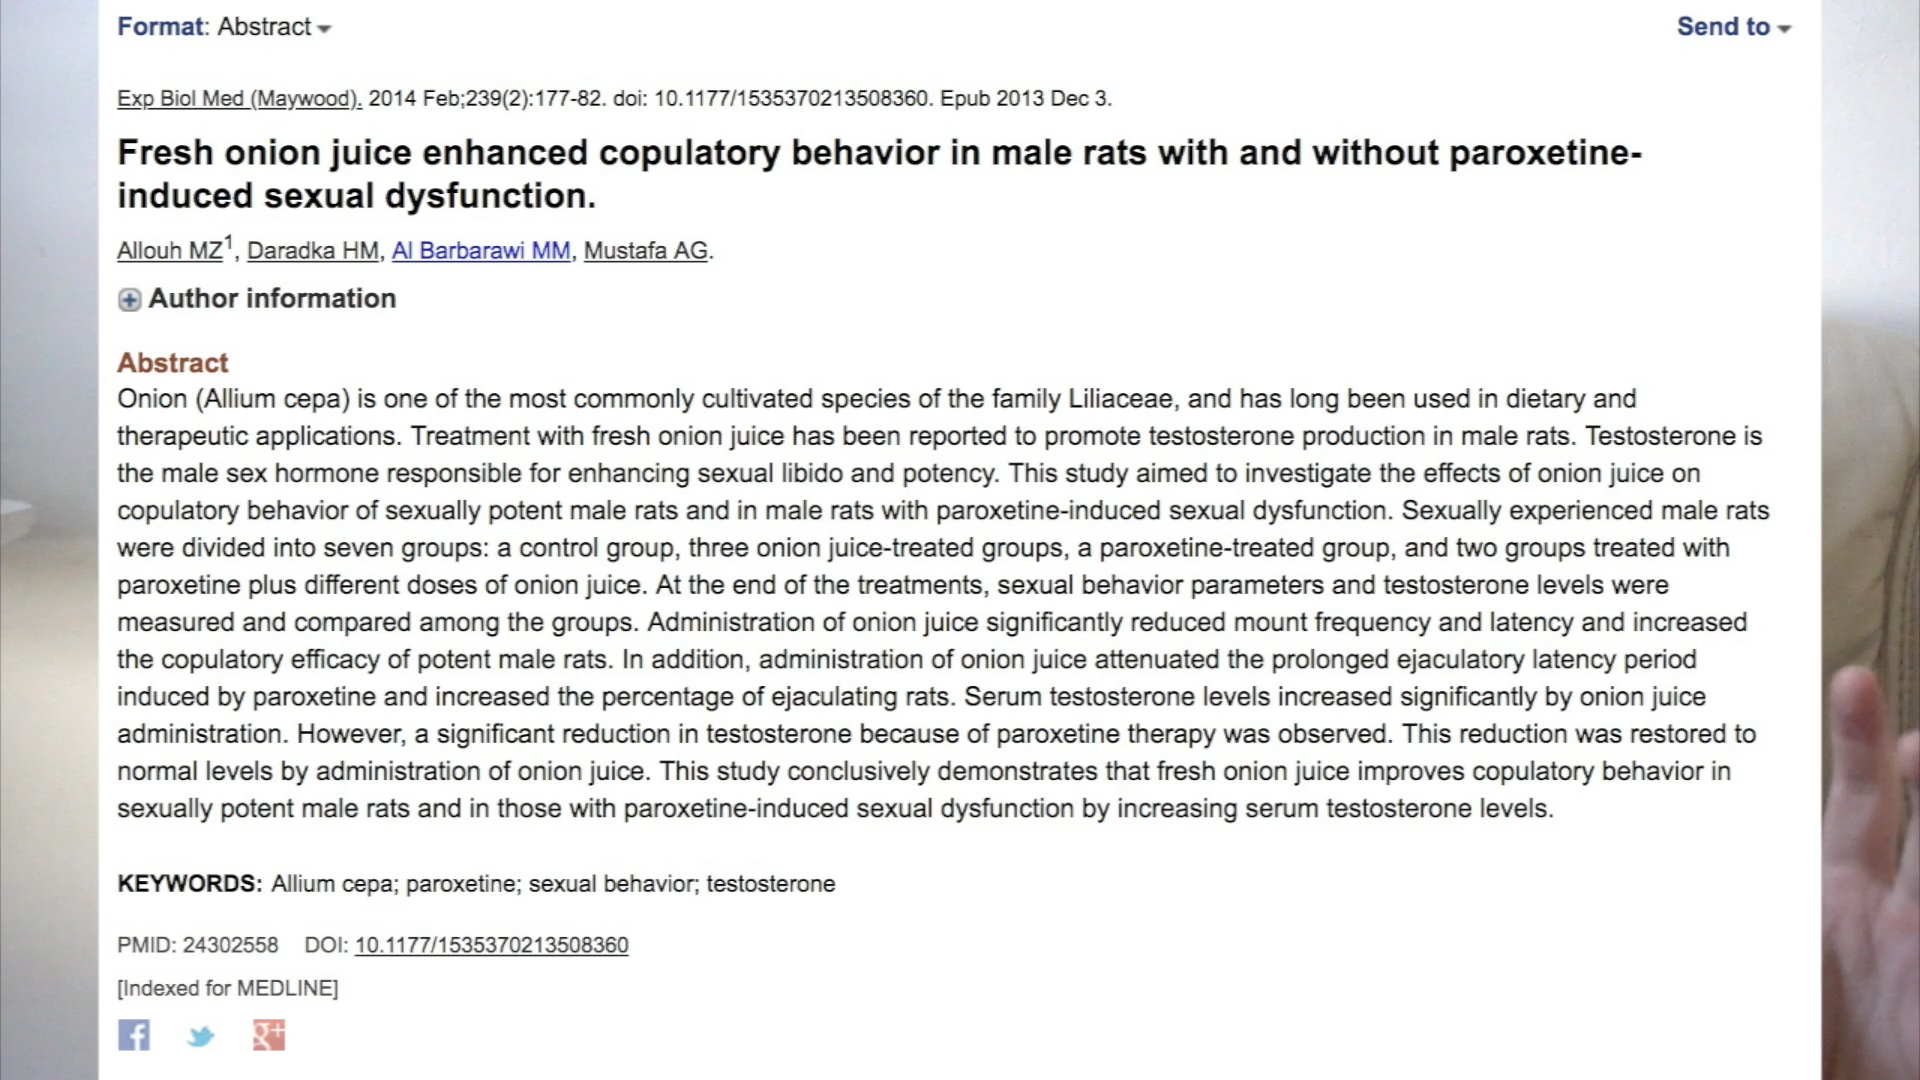 Format: Abstract
Send to
Exp Biol Med (Maywood). 2014 Feb;239(2):177-82. doi: 10.1177/1535370213508360. Epub 2013 Dec 3.
Fresh onion juice enhanced copulatory behavior in male rats with and without paroxetine-
induced sexual dysfunction.
Allouh MZ1, Daradka HM, Al Barbarawi MM, Mustafa AG.
Author information
Abstract
Onion (Allium cepa) is one of the most commonly cultivated species of the family Liliaceae, and has long been used in dietary and
therapeutic applications. Treatment with fresh onion juice has been reported to promote testosterone production in male rats. Testosterone is
the male sex hormone responsible for enhancing sexual libido and potency. This study aimed to investigate the effects of onion juice on
copulatory behavior of sexually potent male rats and in male rats with paroxetine-induced sexual dysfunction. Sexually experienced male rats
were divided into seven groups: a control group, three onion juice-treated groups, a paroxetine-treated group, and two groups treated with
paroxetine plus different doses of onion juice. At the end of the treatments, sexual behavior parameters and testosterone levels were
measured and compared among the groups. Administration of onion juice significantly reduced mount frequency and latency and increased
the copulatory efficacy of potent male rats. In addition, administration of onion juice attenuated the prolonged ejaculatory latency period
induced by paroxetine and increased the percentage of ejaculating rats. Serum testosterone levels increased significantly by onion juice
administration. However, a significant reduction in testosterone because of paroxetine therapy was observed. This reduction was restored to
normal levels by administration of onion juice. This study conclusively demonstrates that fresh onion juice improves copulatory behavior in
sexually potent male rats and in those with paroxetine-induced sexual dysfunction by increasing serum testosterone levels.
KEYWORDS: Allium cepa; paroxetine; sexual behavior; testosterone
PMID: 24302558 DOI: 10.1177/1535370213508360
[Indexed for MEDLINE]
f g+